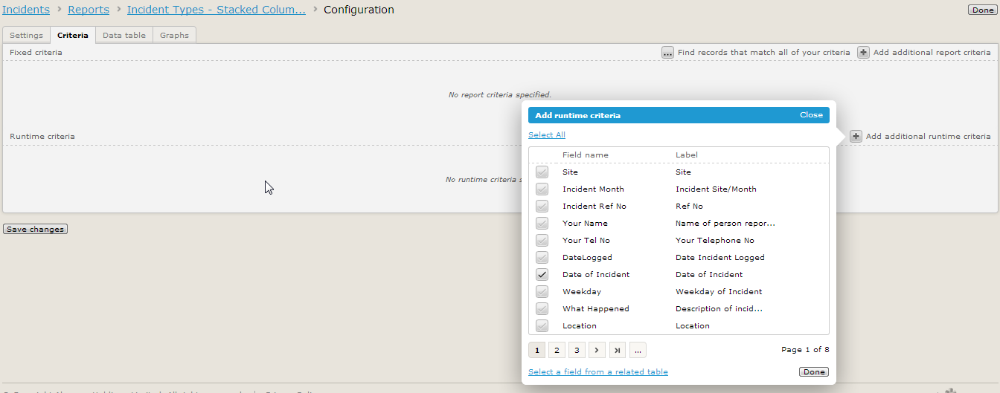 Incidents › Reports › Incident Types - Stacked Colum... › Configuration Done
Settings Criteria Data table Graphs
Fixed criteria ... Find records that match all of your criteria + Add additional report criteria
No report criteria specified.
Runtime criteria + Add additional runtime criteria
No runtime criteria s
Save changes
Add runtime criteria Close
Select All
Field name Label
Site Site
Incident Month Incident Site/Month
Incident Ref No Ref No
Your Name Name of person repor...
Your Tel No Your Telephone No
DateLogged Date Incident Logged
Date of Incident Date of Incident
Weekday Weekday of Incident
What Happened Description of incid...
Location Location
1 2 3 › ›I ... Page 1 of 8
Select a field from a related table Done